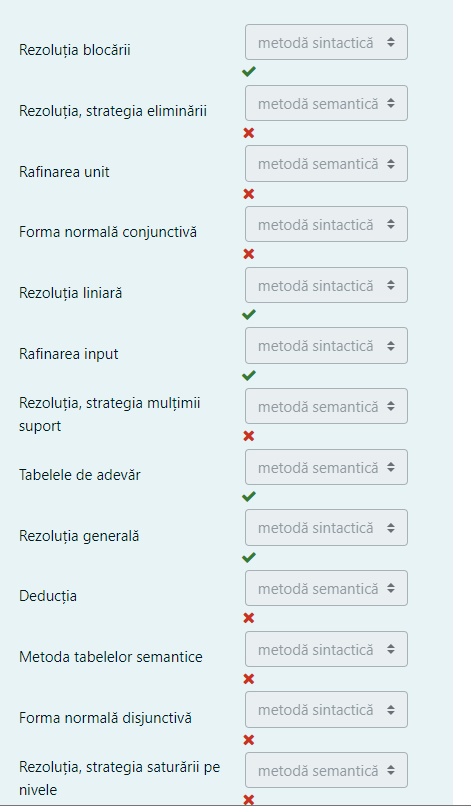 Rezoluția blocării
metodă sintactică
Rezoluția, strategia eliminării
metodă semantică
Rafinarea unit
metodă semantică
Forma normală conjunctivă
metodă sintactică
Rezoluția liniară
metodă sintactică
Rafinarea input
metodă sintactică
Rezoluția, strategia mulțimii
suport
metodă semantică
Tabelele de adevăr
metodă semantică
Rezoluția generală
metodă sintactică
Deducția
metodă semantică
Metoda tabelelor semantice
metodă sintactică
Forma normală disjunctivă
metodă sintactică
Rezoluția, strategia saturării pe
nivele
metodă semantică